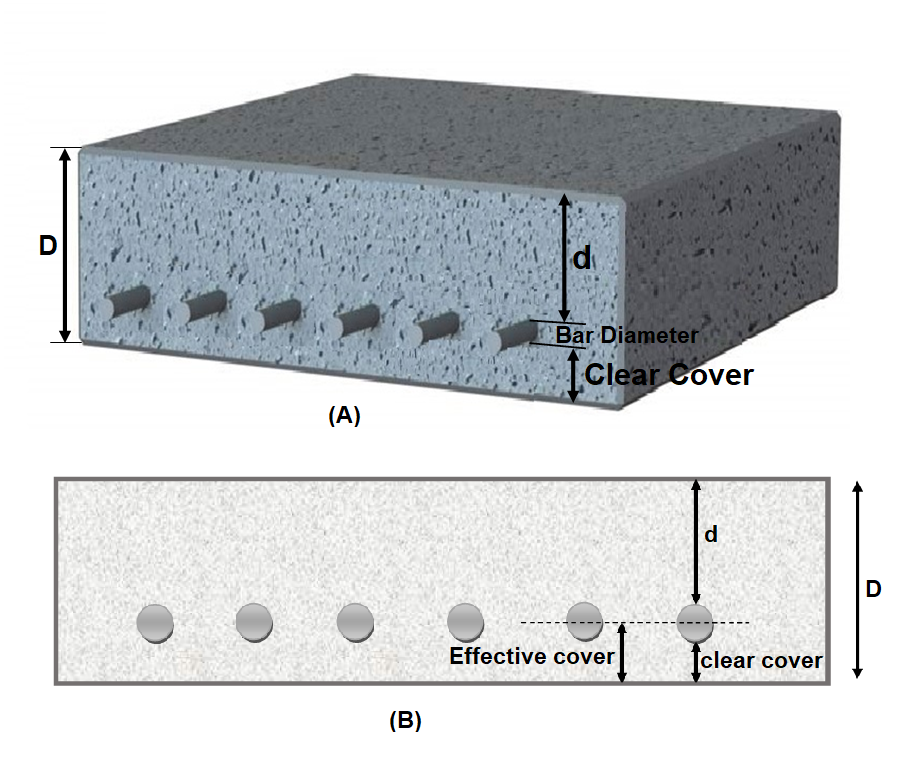 D
d
Bar Diameter
Clear Cover
(A)
d
D
Effective cover
clear cover
(B)